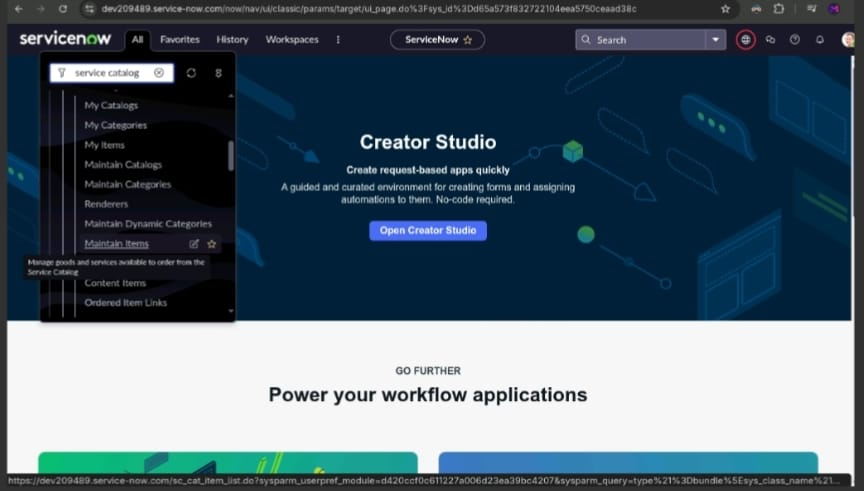 dev209489.service-now.com/now/nav/ui/classic/params/target/ui_page.do%3Fsys_id%3Dd65a573f832722104eea5750ceaad38c
servicenow All Favorites History Workspaces ServiceNow Search
service catalog
My Catalogs
My Categories
My Items
Maintain Catalogs
Maintain Categories
Renderers
Maintain Dynamic Categories
Maintain Items
Manage goods and services available to order from the
Service Catalog
Content Items
Ordered Item Links
Creator Studio
Create request-based apps quickly
A guided and curated environment for creating forms and assigning
automations to them. No-code required.
Open Creator Studio
GO FURTHER
Power your workflow applications
https://dev209489.service-now.com/sc_cat_item_list.do?sysparm_userpref_module=d420ccf0c611227a006d23ea39bc4207&sysparm_query=type%21%3Dbundle%5Esys_class_name%21...